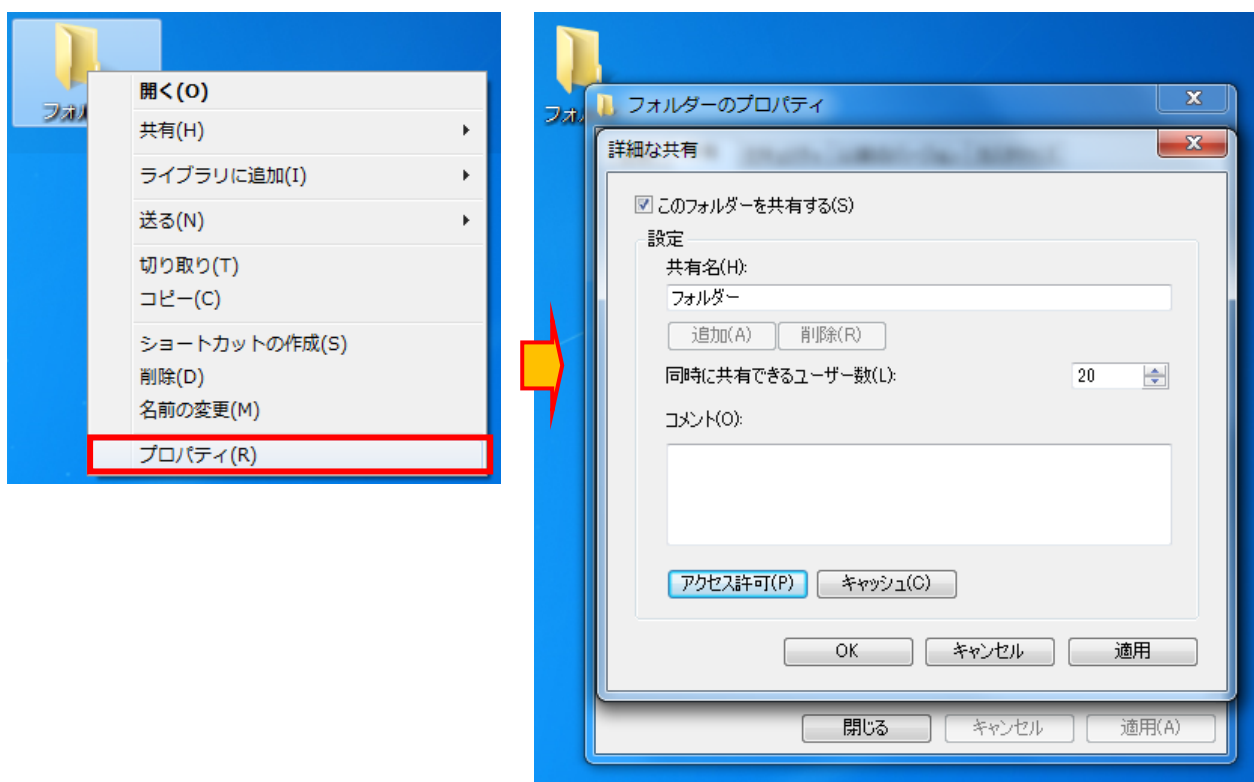 フォル
開く(O)
共有(H)
ライブラリに追加(I)
送る(N)
切り取り(T)
コピー(C)
ショートカットの作成(S)
削除(D)
名前の変更(M)
プロパティ(R)
フォル
フォルダーのプロパティ
詳細な共有
このフォルダーを共有する(S)
設定
共有名(H):
フォルダー
追加(A) 削除(R)
同時に共有できるユーザー数(L): 20
コメント(O):
アクセス許可(P) キャッシュ(C)
OK キャンセル 適用
閉じる キャンセル 適用(A)